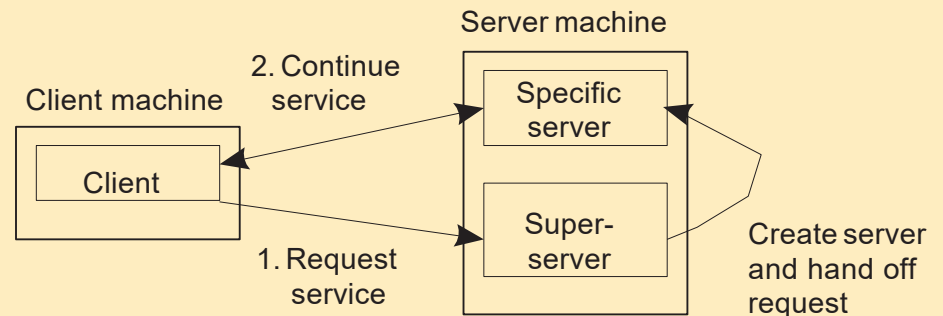 Server machine
2. Continue
service
Client machine
Specific
server
Client
Super-
server
1. Request
service
Create server
and hand off
request